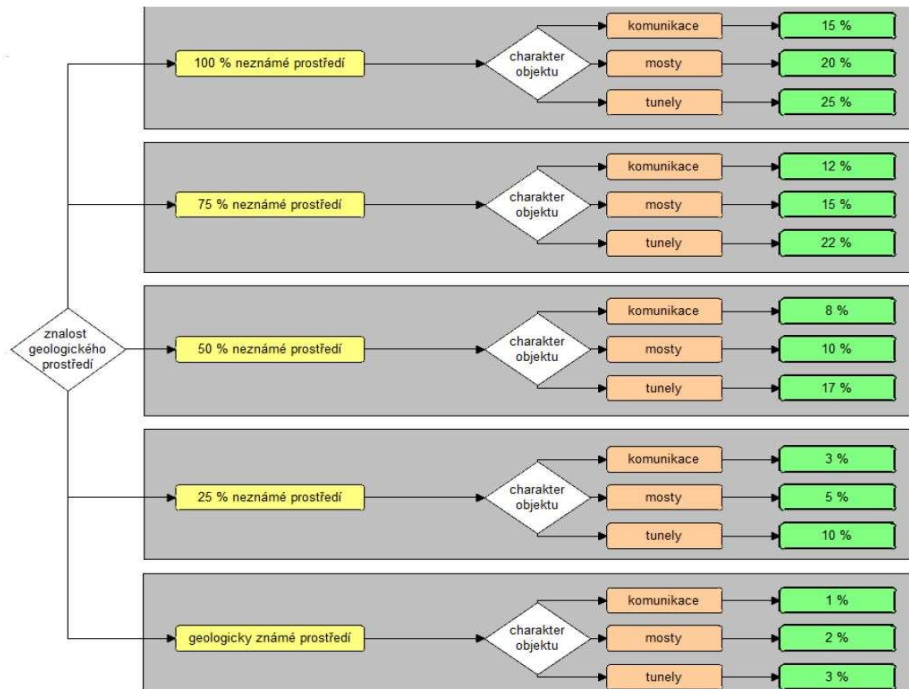 znalost
geologického
prostředí
100 % neznámé prostředí
charakter
objektu
komunikace
15 %
mosty
20 %
tunely
25 %
75 % neznámé prostředí
charakter
objektu
komunikace
12 %
mosty
15 %
tunely
22 %
50 % neznámé prostředí
charakter
objektu
komunikace
8 %
mosty
10 %
tunely
17 %
25 % neznámé prostředí
charakter
objektu
komunikace
3 %
mosty
5 %
tunely
10 %
geologicky známé prostředí
charakter
objektu
komunikace
1 %
mosty
2 %
tunely
3 %